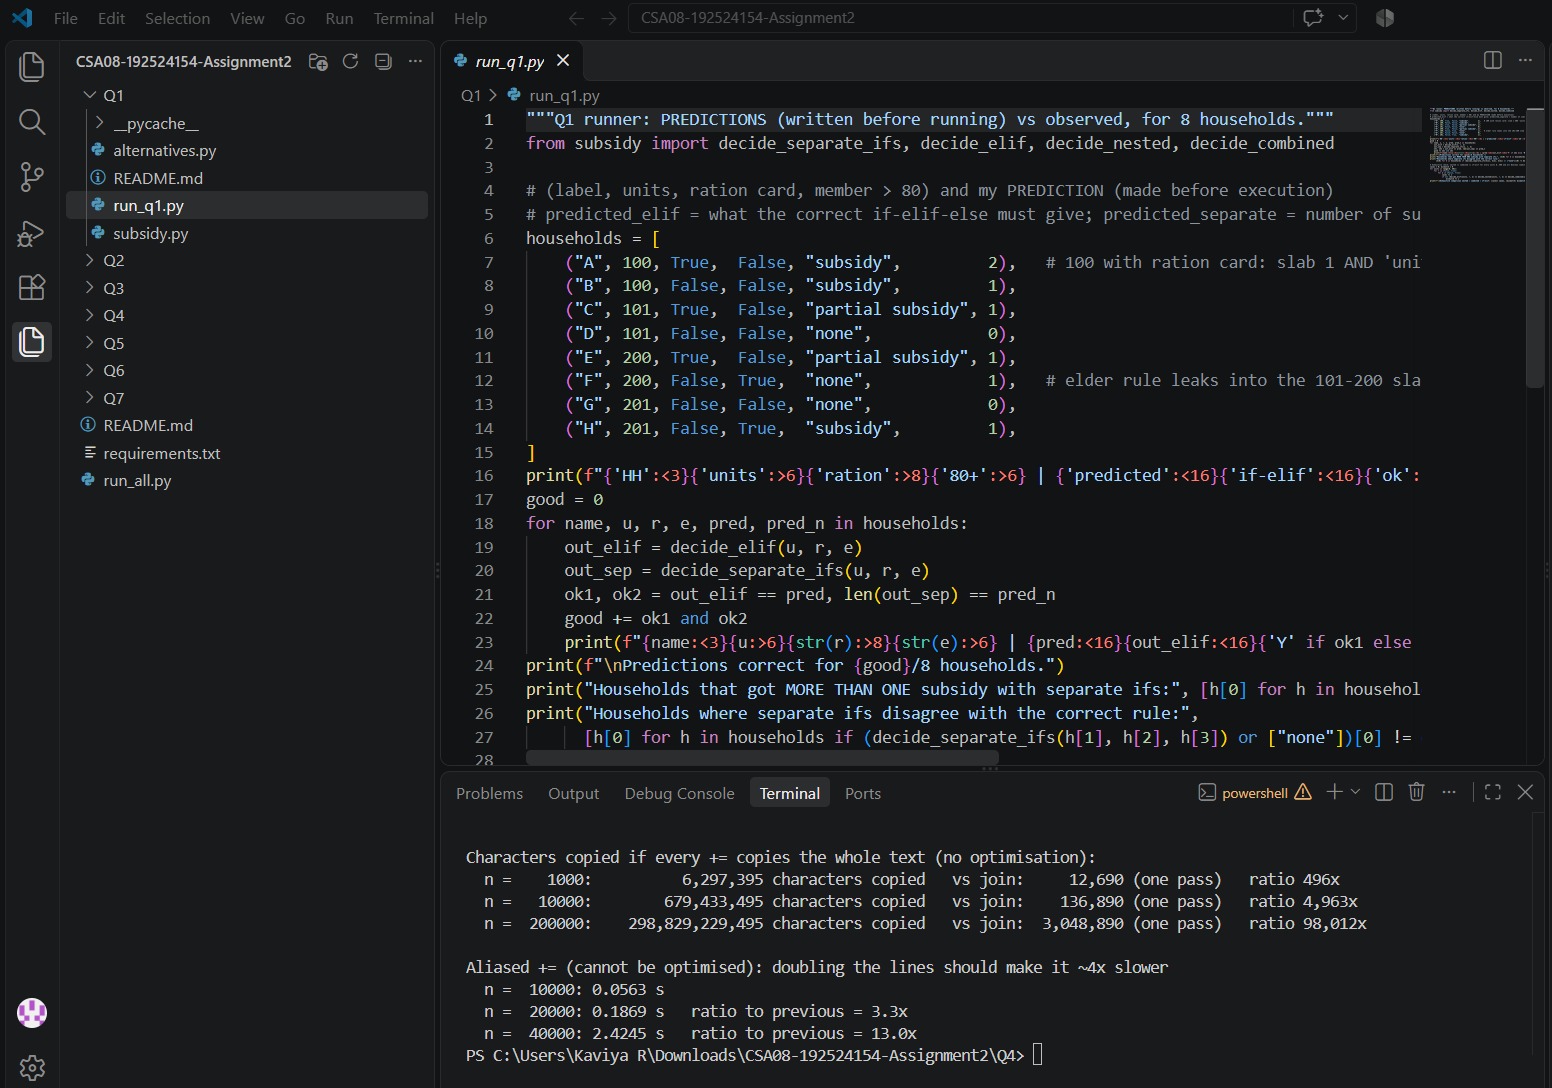 File Edit Selection View Go Run Terminal Help
CSA08-192524154-Assignment2
CSA08-192524154-Assignment2
Q1
__pycache__
alternatives.py
README.md
run_q1.py
subsidy.py
Q2
Q3
Q4
Q5
Q6
Q7
README.md
requirements.txt
run_all.py
run_q1.py
Q1 > run_q1.py
1 """Q1 runner: PREDICTIONS (written before running) vs observed, for 8 households."""
2 from subsidy import decide_separate_ifs, decide_elif, decide_nested, decide_combined
3
4 # (label, units, ration card, member > 80) and my PREDICTION (made before execution)
5 # predicted_elif = what the correct if-elif-else must give; predicted_separate = number of su
6 households = [
7 ("A", 100, True, False, "subsidy", 2), # 100 with ration card: slab 1 AND 'uni
8 ("B", 100, False, False, "subsidy", 1),
9 ("C", 101, True, False, "partial subsidy", 1),
10 ("D", 101, False, False, "none", 0),
11 ("E", 200, True, False, "partial subsidy", 1),
12 ("F", 200, False, True, "none", 1), # elder rule leaks into the 101-200 sla
13 ("G", 201, False, False, "none", 0),
14 ("H", 201, False, True, "subsidy", 1),
15 ]
16 print(f"{'HH':<3}{'units':>6}{'ration':>8}{'80+':>6} | {'predicted':<16}{'if-elif':<16}{'ok':
17 good = 0
18 for name, u, r, e, pred, pred_n in households:
19 out_elif = decide_elif(u, r, e)
20 out_sep = decide_separate_ifs(u, r, e)
21 ok1, ok2 = out_elif == pred, len(out_sep) == pred_n
22 good += ok1 and ok2
23 print(f"{name:<3}{u:>6}{str(r):>8}{str(e):>6} | {pred:<16}{out_elif:<16}{'Y' if ok1 else
24 print(f"\nPredictions correct for {good}/8 households.")
25 print("Households that got MORE THAN ONE subsidy with separate ifs:", [h[0] for h in househol
26 print("Households where separate ifs disagree with the correct rule:",
27 [h[0] for h in households if (decide_separate_ifs(h[1], h[2], h[3]) or ["none"])[0] !=
28
Problems Output Debug Console Terminal Ports
powershell
Characters copied if every += copies the whole text (no optimisation):
n = 1000: 6,297,395 characters copied vs join: 12,690 (one pass) ratio 496x
n = 10000: 679,433,495 characters copied vs join: 136,890 (one pass) ratio 4,963x
n = 200000: 298,829,229,495 characters copied vs join: 3,048,890 (one pass) ratio 98,012x
Aliased += (cannot be optimised): doubling the lines should make it ~4x slower
n = 10000: 0.0563 s
n = 20000: 0.1869 s ratio to previous = 3.3x
n = 40000: 2.4245 s ratio to previous = 13.0x
PS C:\Users\Kaviya R\Downloads\CSA08-192524154-Assignment2\Q4>